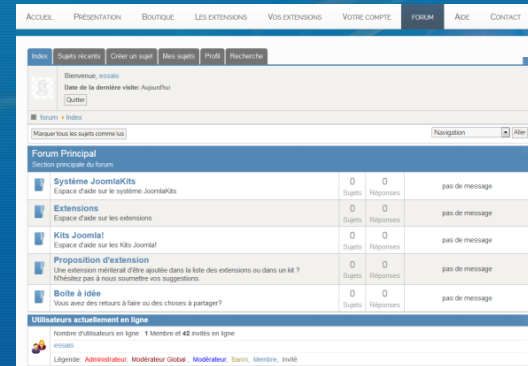 ACCUEIL PRÉSENTATION BOUTIQUE LES EXTENSIONS VOS EXTENSIONS VOTRE COMPTE FORUM AIDE CONTACT
Index Sujets récents Créer un sujet Mes sujets Profil Recherche
Bienvenue, essais
Date de la dernière visite: Aujourd'hui
Quitter
forum Index
Marquer tous les sujets comme lus Navigation Aller
Forum Principal
Section principale du forum
Système JoomlaKits 0 0 pas de message
Espace d'aide sur le système JoomlaKits Sujets Réponses
Extensions 0 0 pas de message
Espace d'aide sur les extensions Sujets Réponses
Kits Joomla! 0 0 pas de message
Espace d'aide sur les Kits Joomla! Sujets Réponses
Proposition d'extension 0 0 pas de message
Une extension mériterait d'être ajoutée dans la liste des extensions ou dans un kit ? Sujets Réponses
N'hésitez pas à nous soumettre vos suggestions.
Boite à idée 0 0 pas de message
Vous avez des retours à faire ou des choses à partager? Sujets Réponses
Utilisateurs actuellement en ligne
Nombre d'utilisateurs en ligne : 1 Membre et 42 invités en ligne
essais
Légende: Administrateur, Modérateur Global , Modérateur, Banni, Membre, Invité